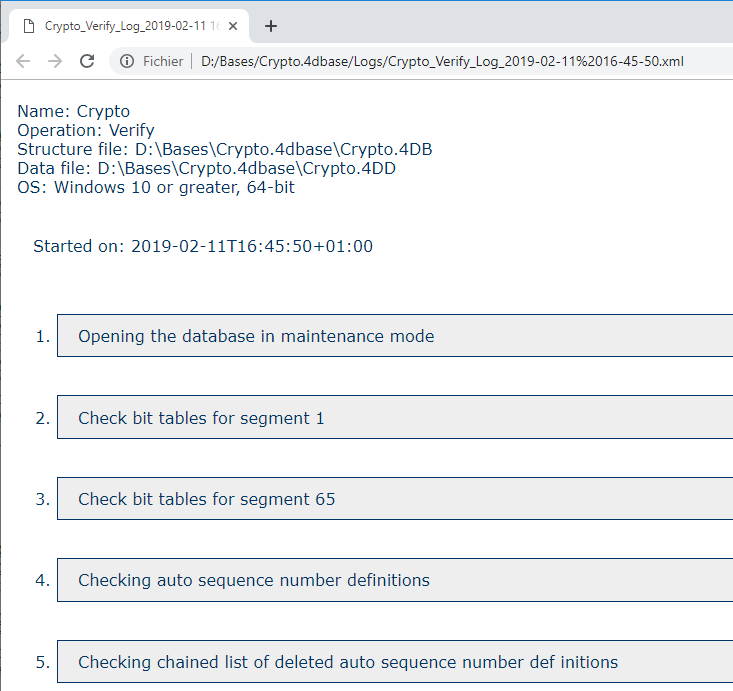 Crypto_Verify_Log_2019-02-11 16
Fichier D:/Bases/Crypto.4dbase/Logs/Crypto_Verify_Log_2019-02-11%2016-45-50.xml
Name: Crypto
Operation: Verify
Structure file: D:\Bases\Crypto.4dbase\Crypto.4DB
Data file: D:\Bases\Crypto.4dbase\Crypto.4DD
OS: Windows 10 or greater, 64-bit
Started on: 2019-02-11T16:45:50+01:00
1. Opening the database in maintenance mode
2. Check bit tables for segment 1
3. Check bit tables for segment 65
4. Checking auto sequence number definitions
5. Checking chained list of deleted auto sequence number def initions